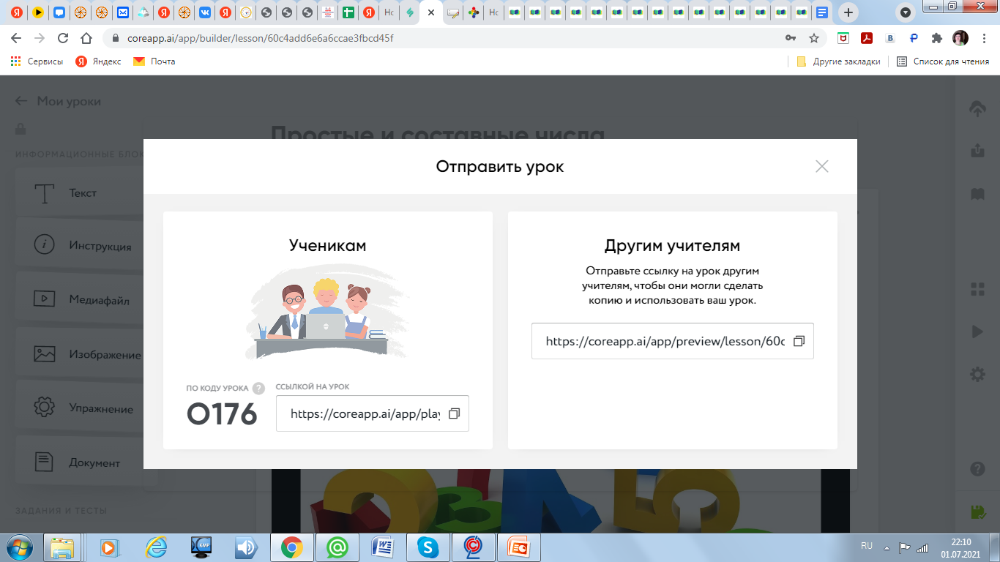 Нс
Нс
coreapp.ai/app/builder/lesson/60c4add6e6a6ccae3fbcd45f
Сервисы
Яндекс
Почта
Другие закладки
Список для чтения
Мои уроки
Простые и составные числа
ИНФОРМАЦИОННЫЕ БЛОК
Текст
Инструкция
Медиафайл
Изображение
Упражнение
Документ
ЗАДАНИЯ И ТЕСТЫ
Отправить урок
Ученикам
ПО КОДУ УРОКА ?
O176
ССЫЛКОЙ НА УРОК
https://coreapp.ai/app/play
Другим учителям
Отправьте ссылку на урок другим
учителям, чтобы они могли сделать
копию и использовать ваш урок.
https://coreapp.ai/app/preview/lesson/60c
RU
22:10
01.07.2021